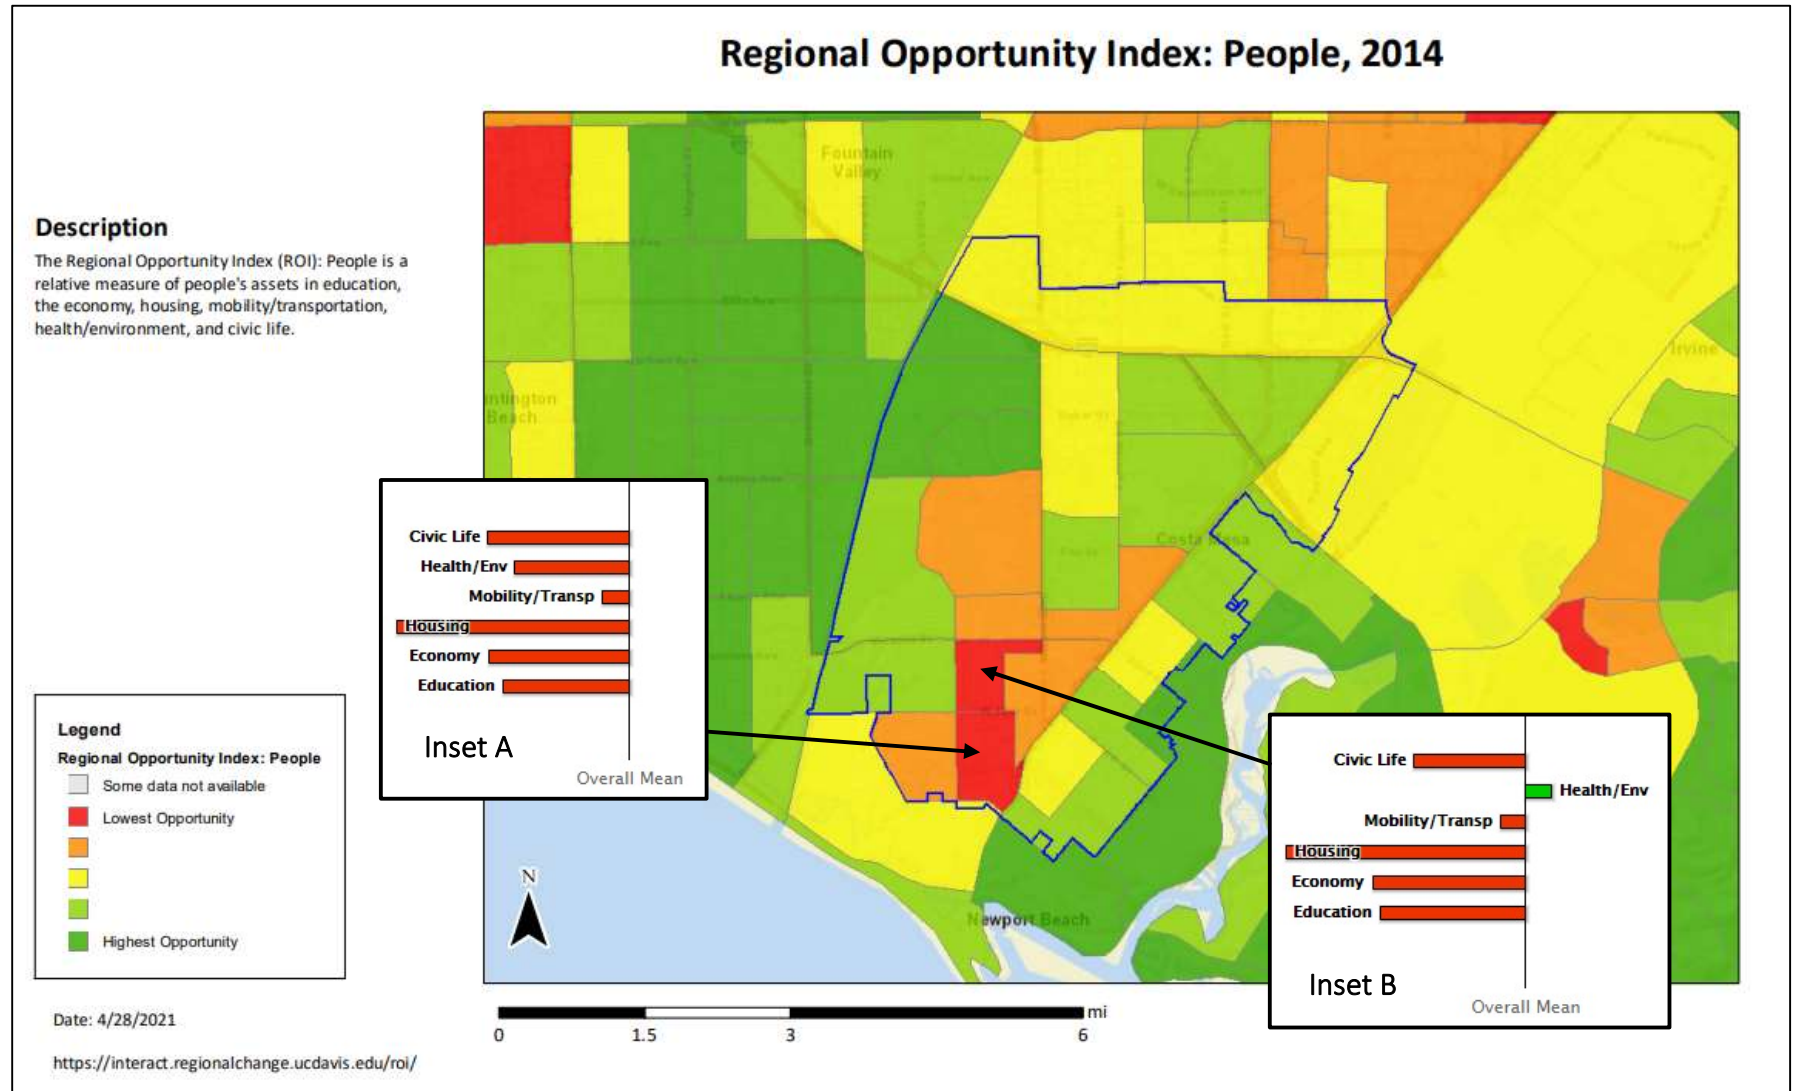 Regional Opportunity Index: People, 2014
Description
The Regional Opportunity Index (ROI): People is a
relative measure of people's assets in education,
the economy, housing, mobility/transportation,
health/environment, and civic life.
Fountain
Valley
Irvine
Beach
Costa Mesa
Newport Beach
Civic Life
Health/Env
Mobility/Transp
Housing
Economy
Education
Inset A
Overall Mean
Civic Life
Health/Env
Mobility/Transp
Housing
Economy
Education
Inset B
Overall Mean
Legend
Regional Opportunity Index: People
Some data not available
Lowest Opportunity
Highest Opportunity
N
mi
0 1.5 3 6
Date: 4/28/2021
https://interact.regionalchange.ucdavis.edu/roi/